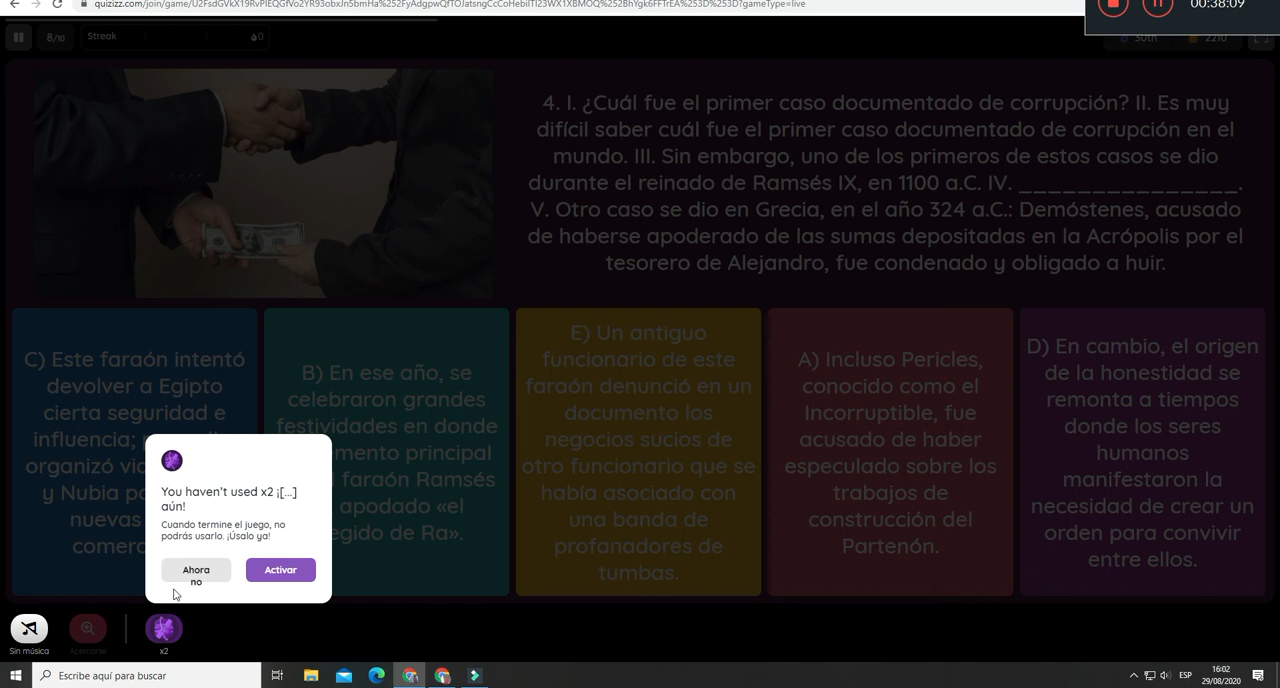 quizizz.com/join/game/U2FsdGVkX19RvPIEQGfVo2YR93obxJn5bmHa%252FyAdgpwQfTOJatsngCcCoHebilTI23WX1XBMOQ%252BhYgk6FFTrEA%253D%253D?gameType=live
00:38:09
8/10
Streak
0
30th
2210
4. I. ¿Cuál fue el primer caso documentado de corrupción? II. Es muy
difícil saber cuál fue el primer caso documentado de corrupción en el
mundo. III. Sin embargo, uno de los primeros de estos casos se dio
durante el reinado de Ramsés IX, en 1100 a.C. IV. _______________.
V. Otro caso se dio en Grecia, en el año 324 a.C.: Demóstenes, acusado
de haberse apoderado de las sumas depositadas en la Acrópolis por el
tesorero de Alejandro, fue condenado y obligado a huir.
C) Este faraón intentó
devolver a Egipto
cierta seguridad e
influencia;
organizó
y Nubia
nuevas
B) En ese año, se
celebraron grandes
festividades en donde
principal
faraón Ramsés
apodado «el
de Ra».
E) Un antiguo
funcionario de este
faraón denunció en un
documento los
negocios sucios de
otro funcionario que se
había asociado con
una banda de
profanadores de
tumbas.
A) Incluso Pericles,
conocido como el
Incorruptible, fue
acusado de haber
especulado sobre los
trabajos de
construcción del
Partenón.
D) En cambio, el origen
de la honestidad se
remonta a tiempos
donde los seres
humanos
manifestaron la
necesidad de crear un
orden para convivir
entre ellos.
You haven't used x2 ¡[...]
aún!
Cuando termine el juego, no
podrás usarlo. ¡Úsalo ya!
Ahora
no
Activar
Sin música
Acercarse
x2
Escribe aquí para buscar
ESP
16:02
29/08/2020